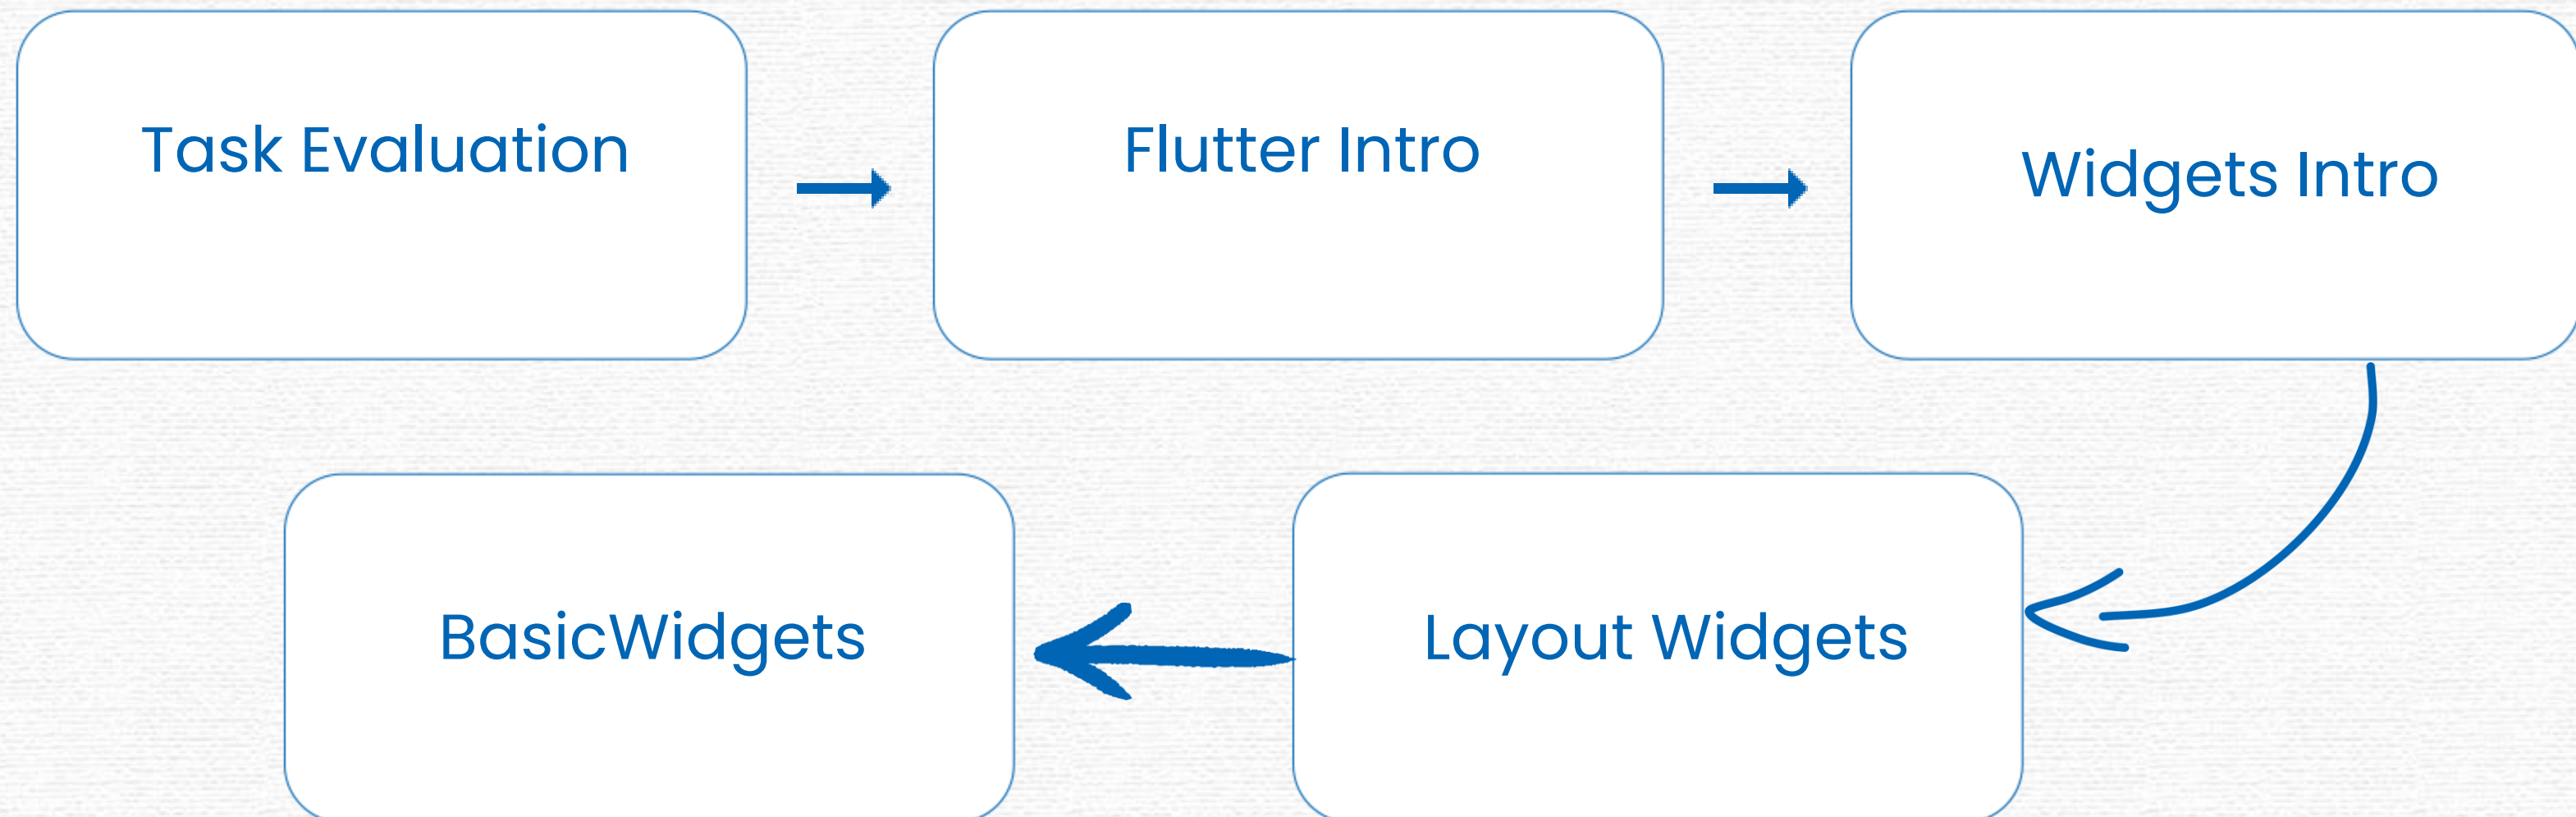 Task Evaluation
Flutter Intro
Widgets Intro
Layout Widgets
BasicWidgets